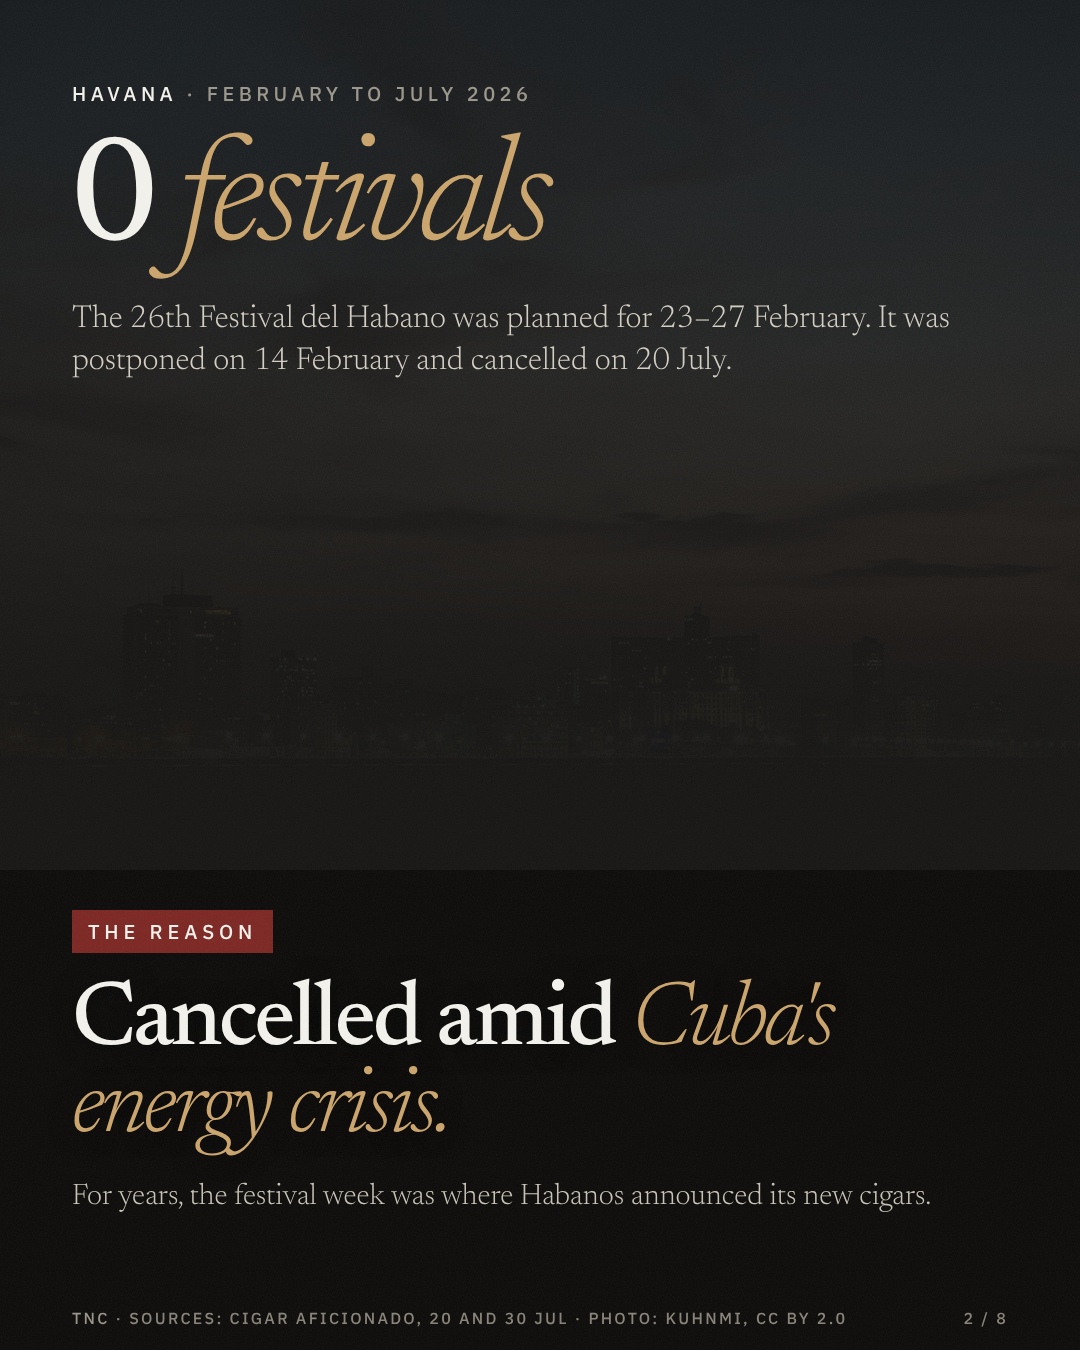 HAVANA · FEBRUARY TO JULY 2026
0 festivals
The 26th Festival del Habano was planned for 23–27 February. It was
postponed on 14 February and cancelled on 20 July.
THE REASON
Cancelled amid Cuba's
energy crisis.
For years, the festival week was where Habanos announced its new cigars.
TNC · SOURCES: CIGAR AFICIONADO, 20 AND 30 JUL · PHOTO: KUHNMI, CC BY 2.0
2 / 8